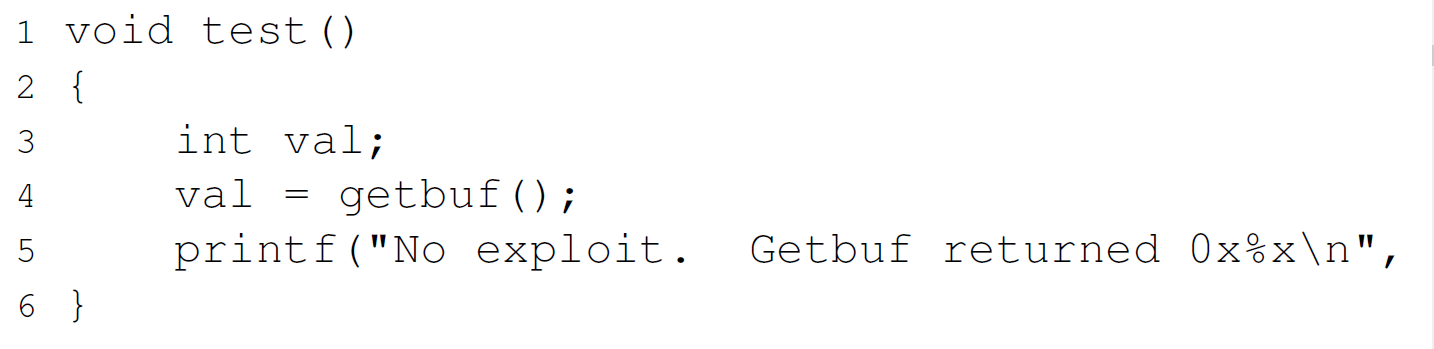 1 void test()
2 {
3     int val;
4     val = getbuf();
5     printf("No exploit.  Getbuf returned 0x%x\n",
6 }